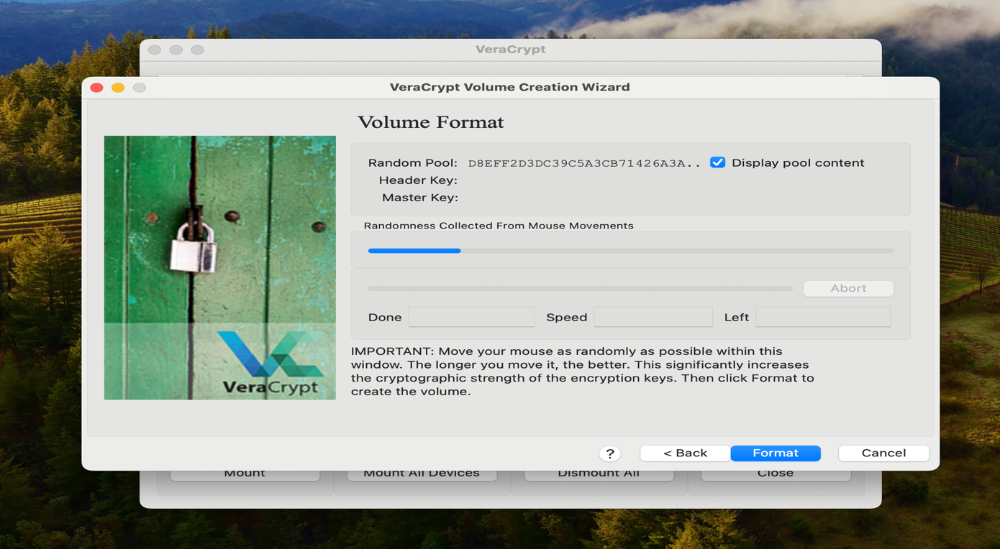 VeraCrypt
VeraCrypt Volume Creation Wizard
Volume Format
Random Pool: D8EFF2D3DC39C5A3CB71426A3A.. Display pool content
Header Key:
Master Key:
Randomness Collected From Mouse Movements
Abort
Done Speed Left
IMPORTANT: Move your mouse as randomly as possible within this
window. The longer you move it, the better. This significantly increases
the cryptographic strength of the encryption keys. Then click Format to
create the volume.
VeraCrypt
? < Back Format Cancel
Mount Mount All Devices Dismount All Close